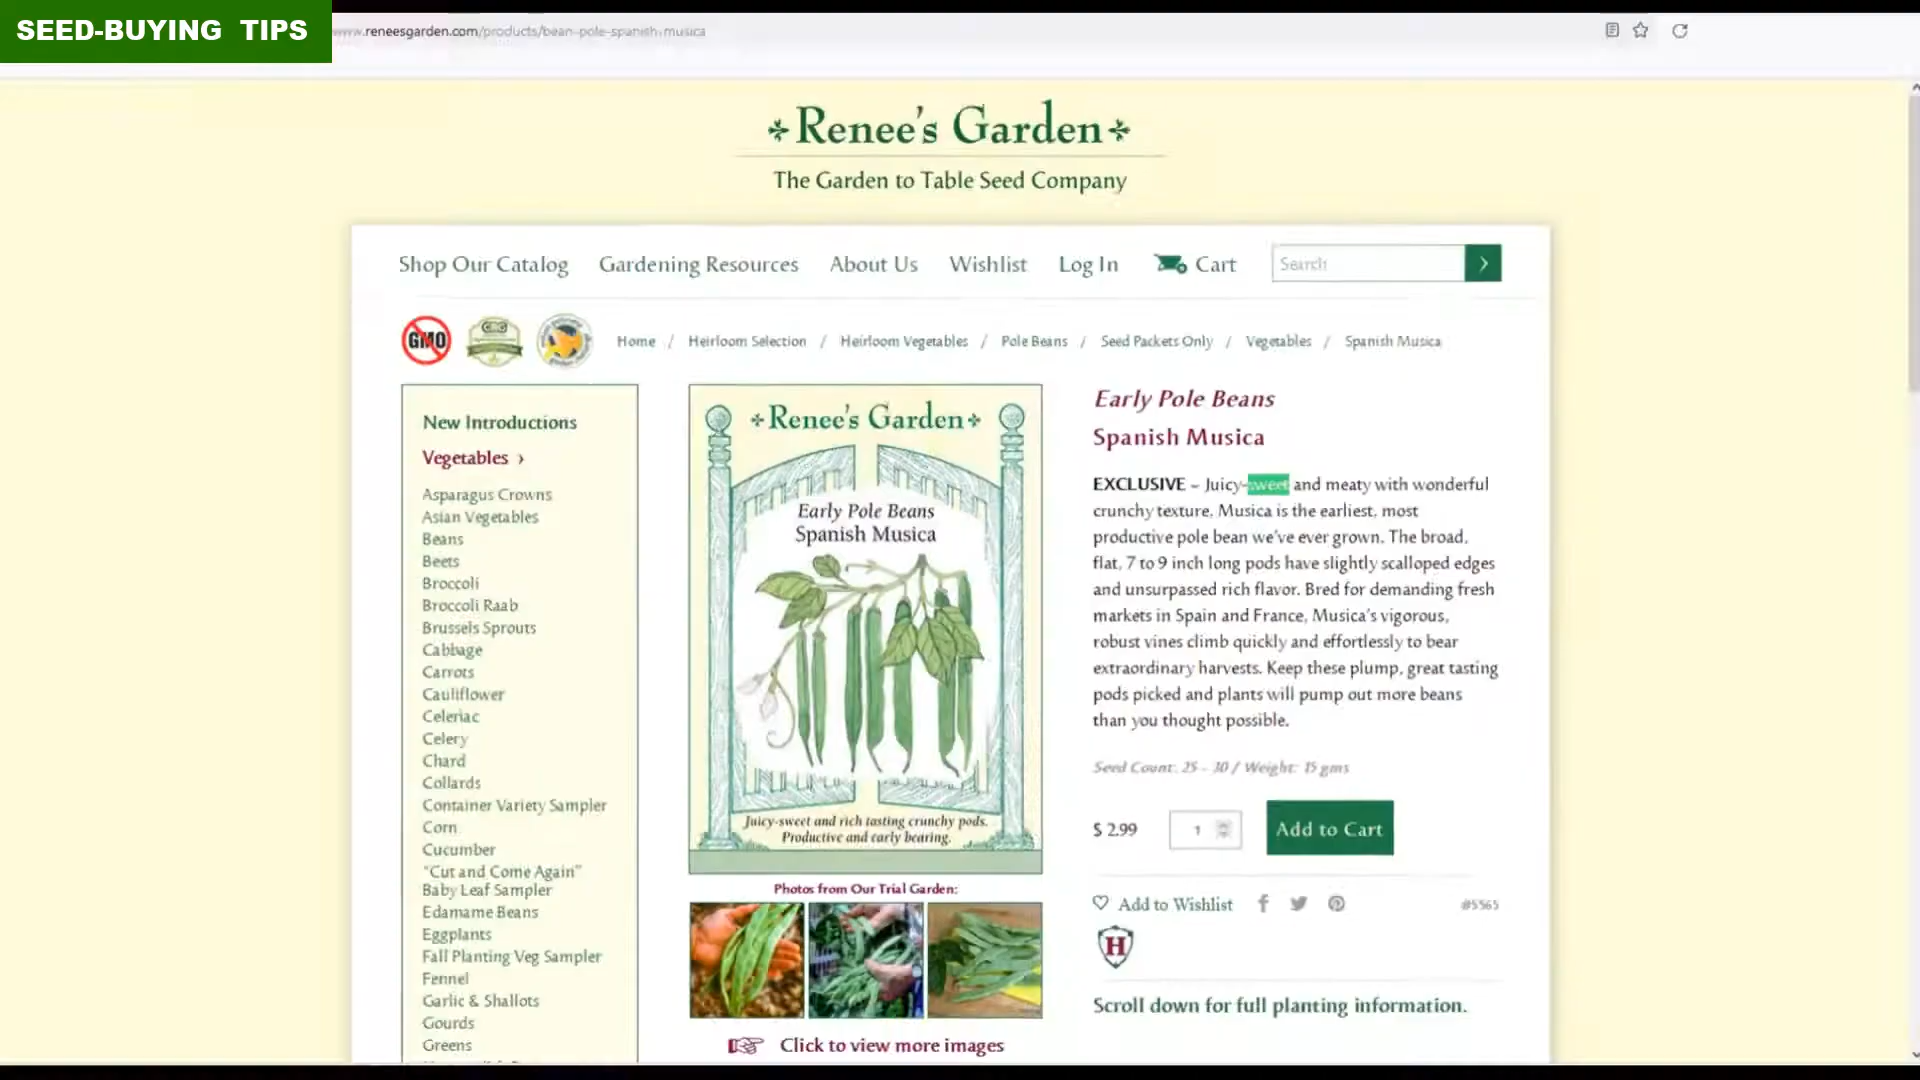 SEED-BUYING TIPS
www.reneesgarden.com/products/bean-pole-spanish-musica
Renee's Garden
The Garden to Table Seed Company
Shop Our Catalog Gardening Resources About Us Wishlist Log In Cart Search
GMO
Home / Heirloom Selection / Heirloom Vegetables / Pole Beans / Seed Packets Only / Vegetables / Spanish Musica
New Introductions
Vegetables ›
Asparagus Crowns
Asian Vegetables
Beans
Beets
Broccoli
Broccoli Raab
Brussels Sprouts
Cabbage
Carrots
Cauliflower
Celeriac
Celery
Chard
Collards
Container Variety Sampler
Corn
Cucumber
"Cut and Come Again"
Baby Leaf Sampler
Edamame Beans
Eggplants
Fall Planting Veg Sampler
Fennel
Garlic & Shallots
Gourds
Greens
Renee's Garden
Early Pole Beans
Spanish Musica
Juicy-sweet and rich tasting crunchy pods.
Productive and early bearing.
Photos from Our Trial Garden:
Click to view more images
Early Pole Beans
Spanish Musica
EXCLUSIVE – Juicy-sweet and meaty with wonderful
crunchy texture, Musica is the earliest, most
productive pole bean we've ever grown. The broad,
flat, 7 to 9 inch long pods have slightly scalloped edges
and unsurpassed rich flavor. Bred for demanding fresh
markets in Spain and France, Musica's vigorous,
robust vines climb quickly and effortlessly to bear
extraordinary harvests. Keep these plump, great tasting
pods picked and plants will pump out more beans
than you thought possible.
Seed Count: 25 - 30 / Weight: 15 gms
$ 2.99 1 Add to Cart
Add to Wishlist #5565
H
Scroll down for full planting information.